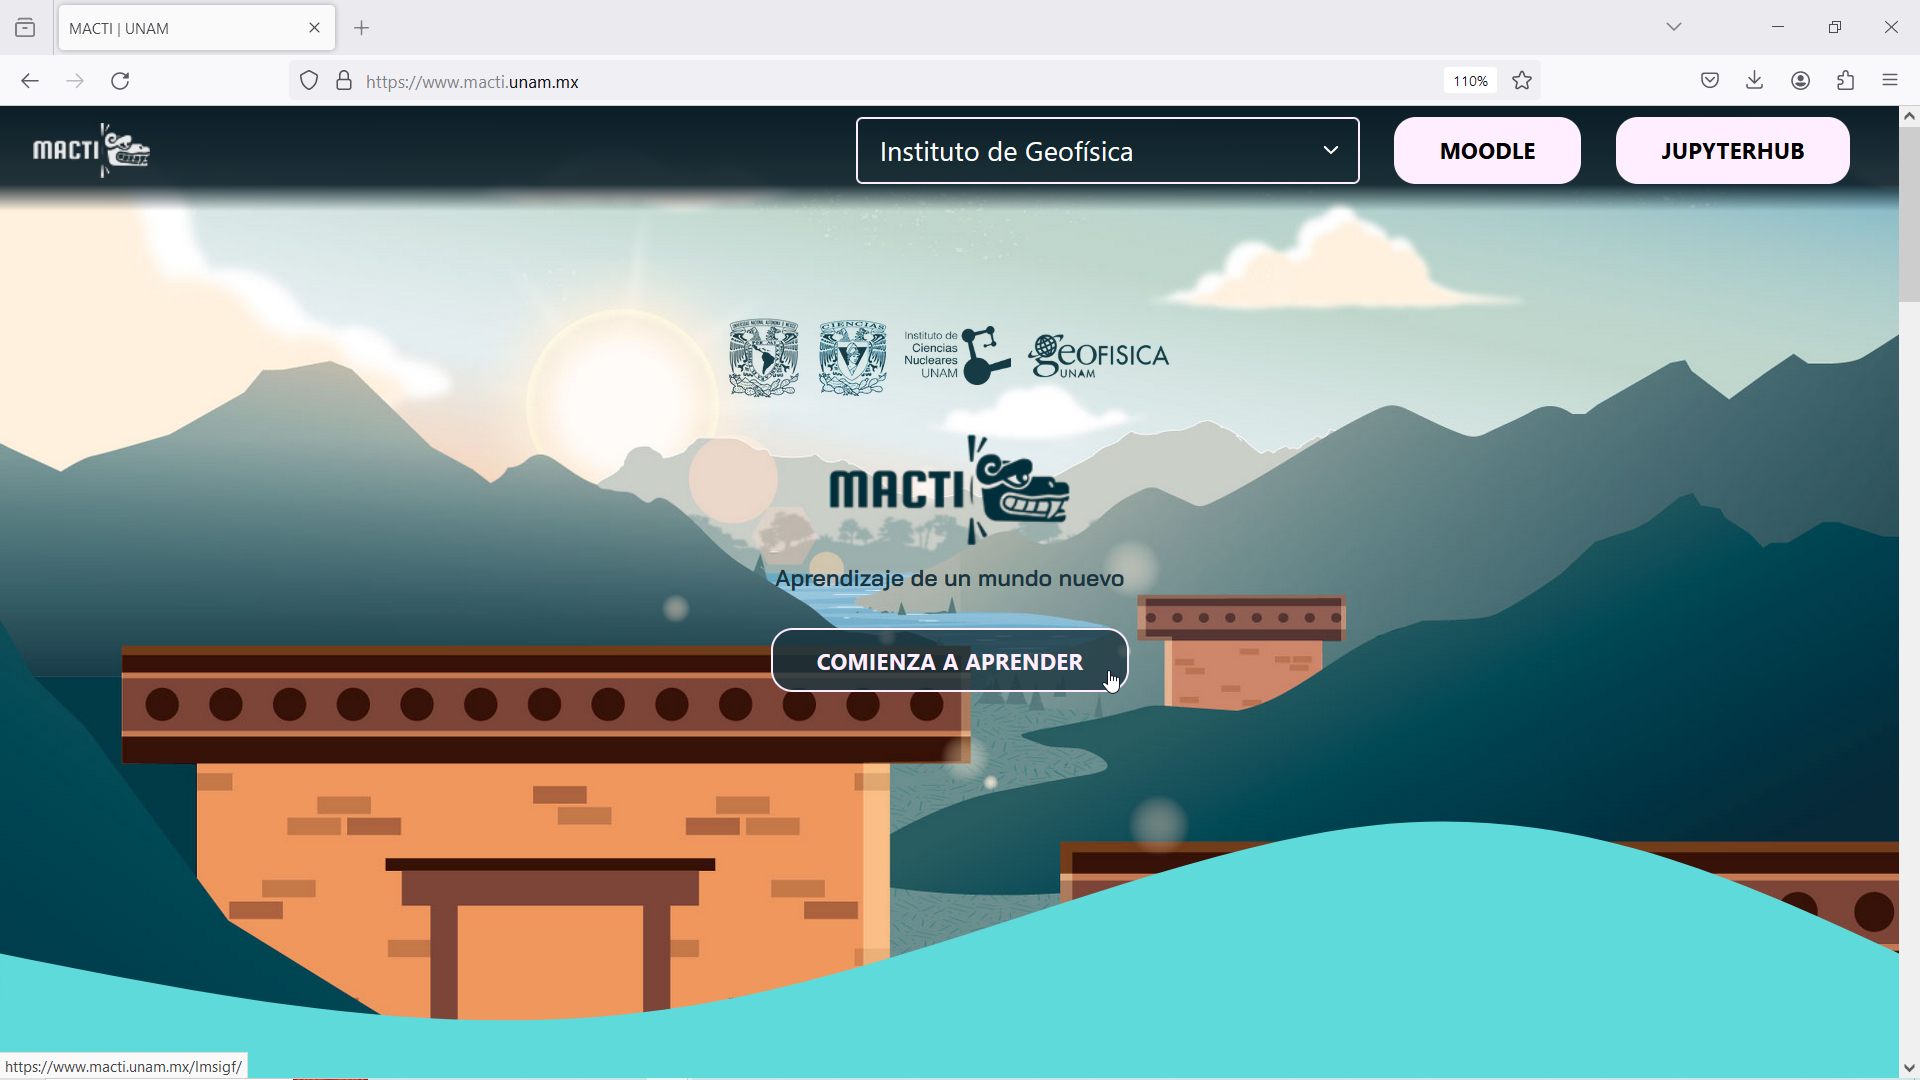 MACTI | UNAM
https://www.macti.unam.mx
110%
MACTI
Instituto de Geofísica
MOODLE
JUPYTERHUB
CIENCIAS
Instituto de
Ciencias
Nucleares
UNAM
GEOFISICA
UNAM
MACTI
Aprendizaje de un mundo nuevo
COMIENZA A APRENDER
https://www.macti.unam.mx/lmsigf/